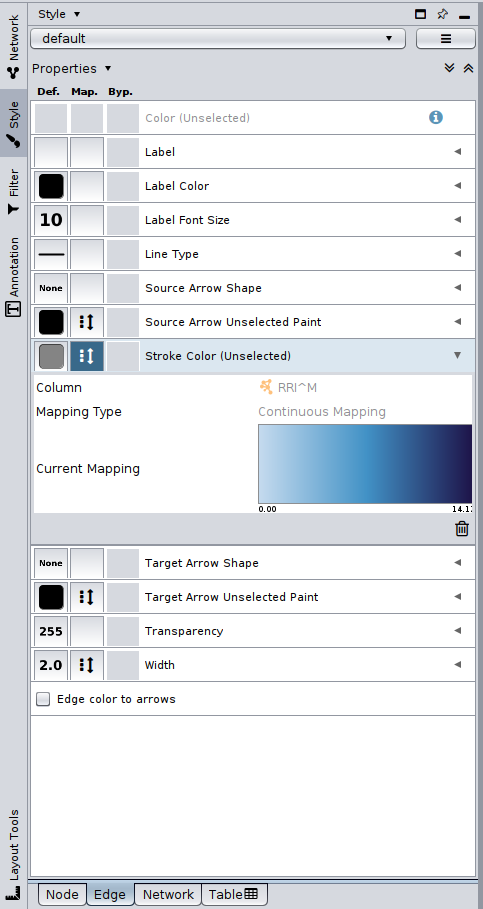 Style
default
Properties
Def. Map. Byp.
Color (Unselected)
Label
Label Color
10 Label Font Size
Line Type
None Source Arrow Shape
Source Arrow Unselected Paint
Stroke Color (Unselected)
Column RRI^M
Mapping Type Continuous Mapping
Current Mapping
0.00
None Target Arrow Shape
Target Arrow Unselected Paint
255 Transparency
2.0 Width
Edge color to arrows
Node Edge Network Table
Network
Style
Filter
Annotation
Layout Tools